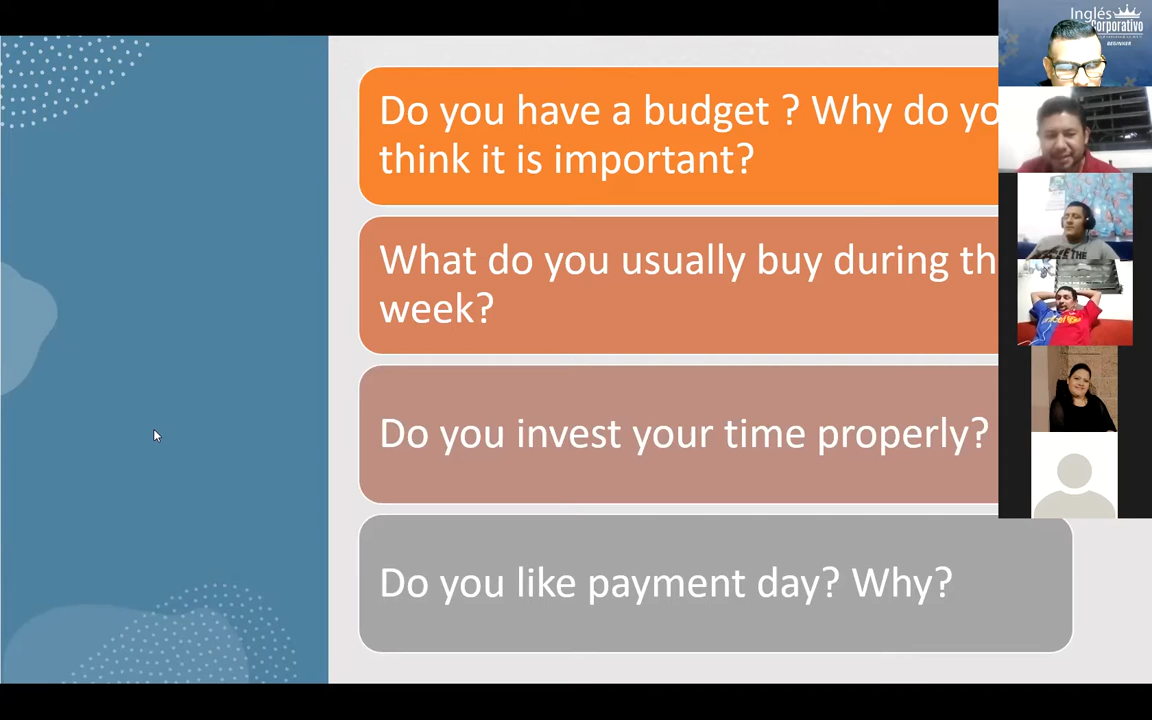 Do you have a budget ? Why do yo
think it is important?
What do you usually buy during th
week?
Do you invest your time properly?
Do you like payment day? Why?
Inglés
Corporativo
BEGINNER